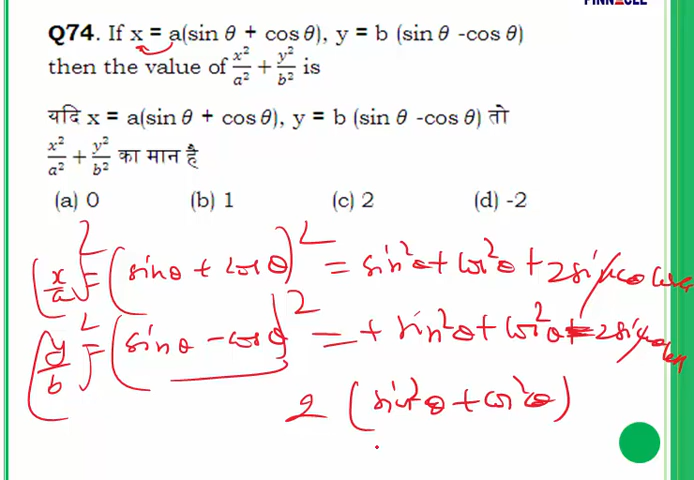 PINNACLE
Q74. If x = a(sin θ + cos θ), y = b (sin θ -cos θ)
then the value of x²/a² + y²/b² is
यदि x = a(sin θ + cos θ), y = b (sin θ -cos θ) तो
x²/a² + y²/b² का मान है
(a) 0 (b) 1 (c) 2 (d) -2
(x/a)² = (sinθ + cosθ)² = sin²θ + cos²θ + 2sinθcosθ
(y/b)² = (sinθ - cosθ)² = + sin²θ + cos²θ - 2sinθcosθ
2 (sin²θ + cos²θ)